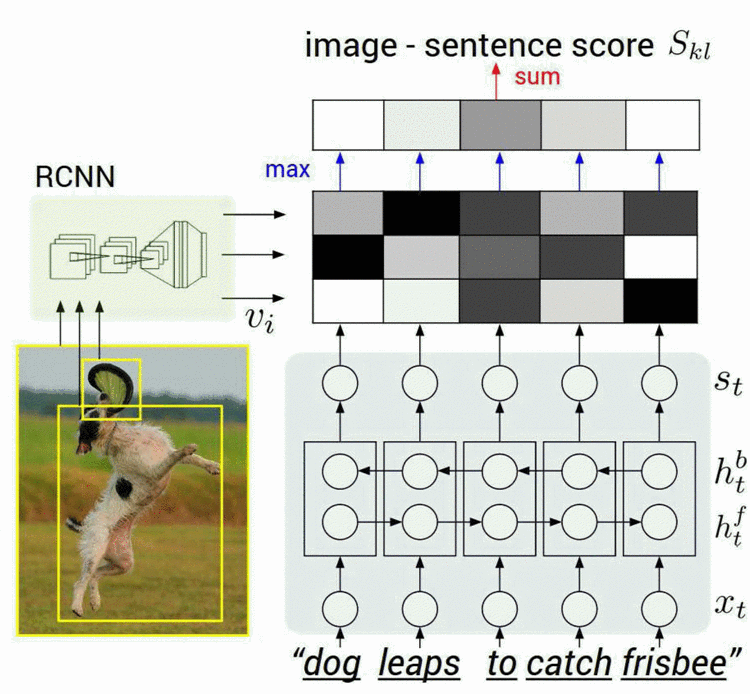 image - sentence score S_{kl}
sum
max
RCNN
v_i
s_t
h_t^b
h_t^f
x_t
“dog leaps to catch frisbee”